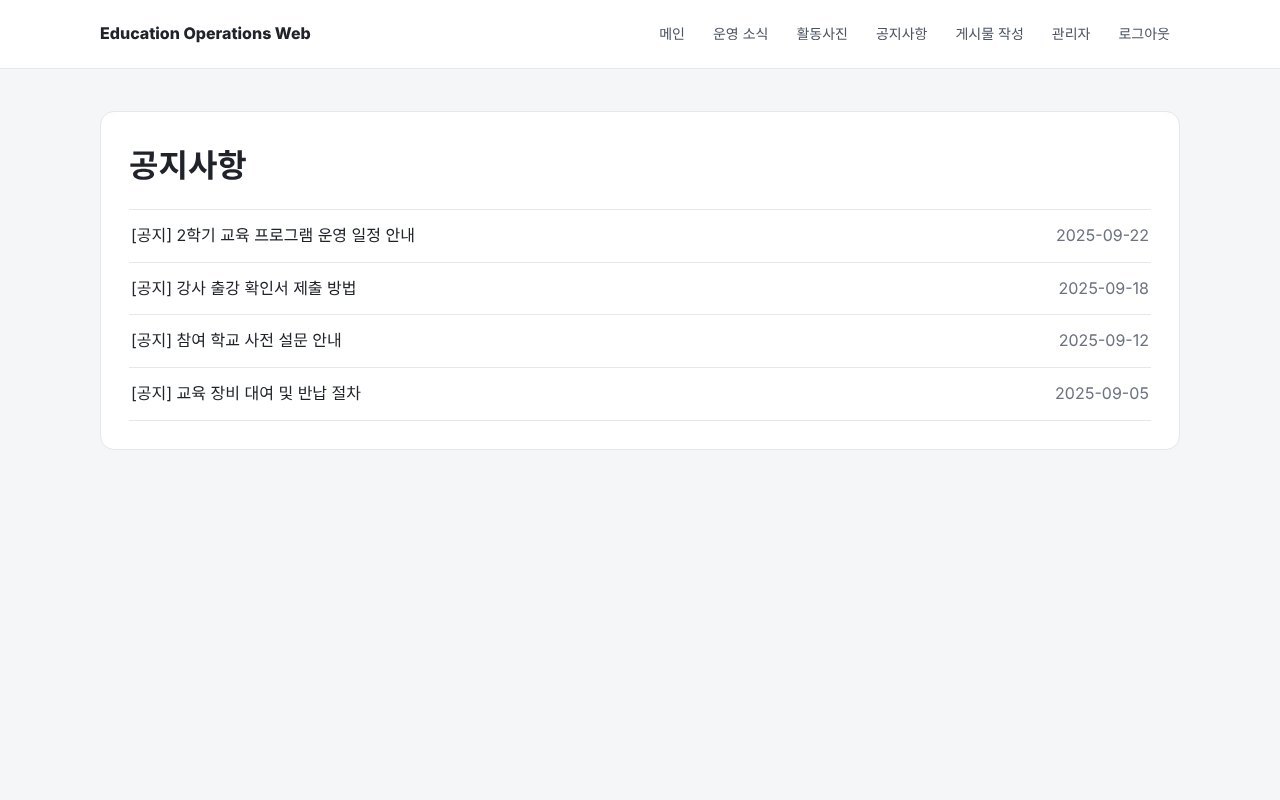 Education Operations Web
메인 운영 소식 활동사진 공지사항 게시물 작성 관리자 로그아웃
공지사항
[공지] 2학기 교육 프로그램 운영 일정 안내 2025-09-22
[공지] 강사 출강 확인서 제출 방법 2025-09-18
[공지] 참여 학교 사전 설문 안내 2025-09-12
[공지] 교육 장비 대여 및 반납 절차 2025-09-05